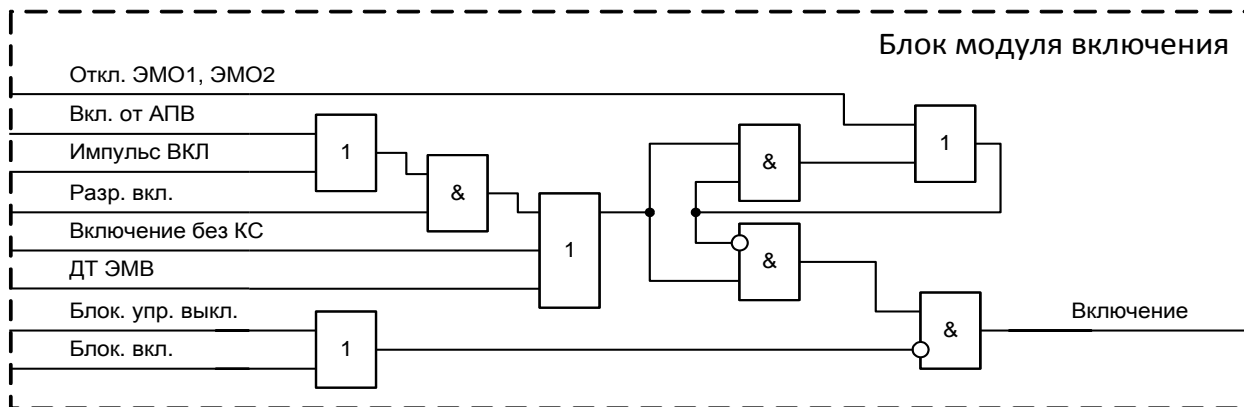 Блок модуля включения
Откл. ЭМО1, ЭМО2
Вкл. от АПВ
Импульс ВКЛ
Разр. вкл.
Включение без КС
ДТ ЭМВ
Блок. упр. выкл.
Блок. вкл.
1
&
1
1
&
&
1
&
Включение